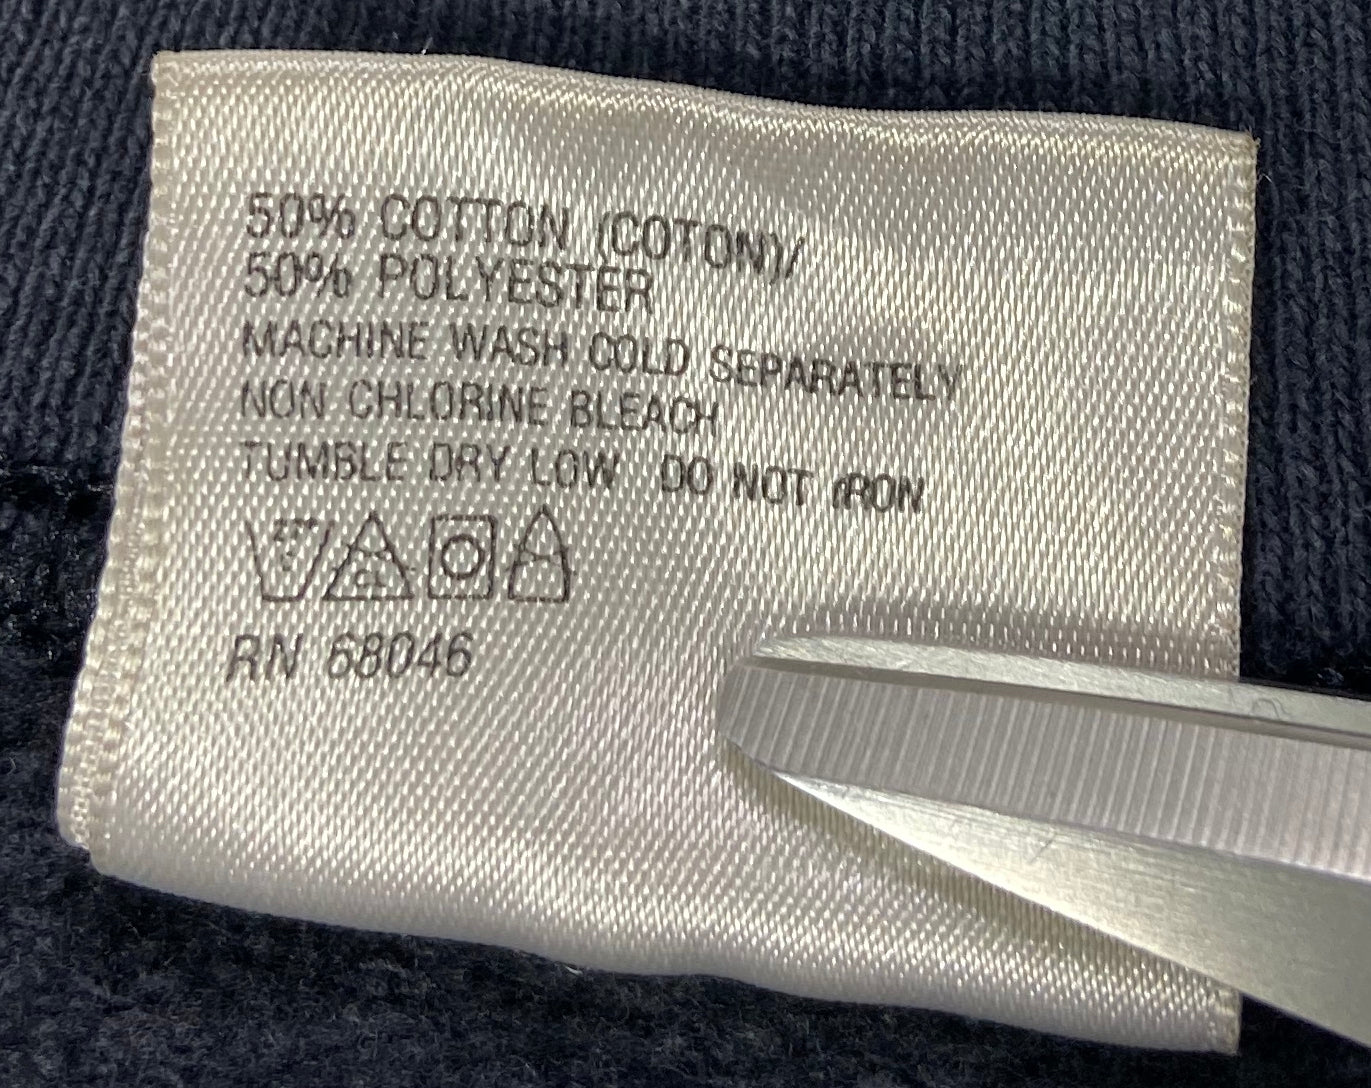 50% COTTON (COTON)/
50% POLYESTER
MACHINE WASH COLD SEPARATELY
NON CHLORINE BLEACH
TUMBLE DRY LOW DO NOT IRON
CL
RN 68046